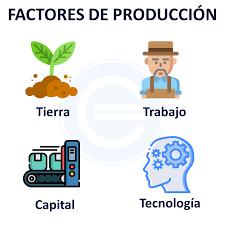 FACTORES DE PRODUCCIÓN
Tierra
Trabajo
Capital
Tecnología